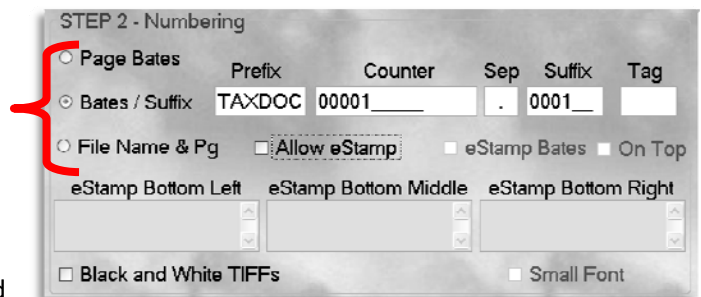 STEP 2 - Numbering
Page Bates
Prefix Counter Sep Suffix Tag
Bates / Suffix TAXDOC 00001_____ . 0001__
File Name & Pg Allow eStamp eStamp Bates On Top
eStamp Bottom Left eStamp Bottom Middle eStamp Bottom Right
Black and White TIFFs Small Font
d